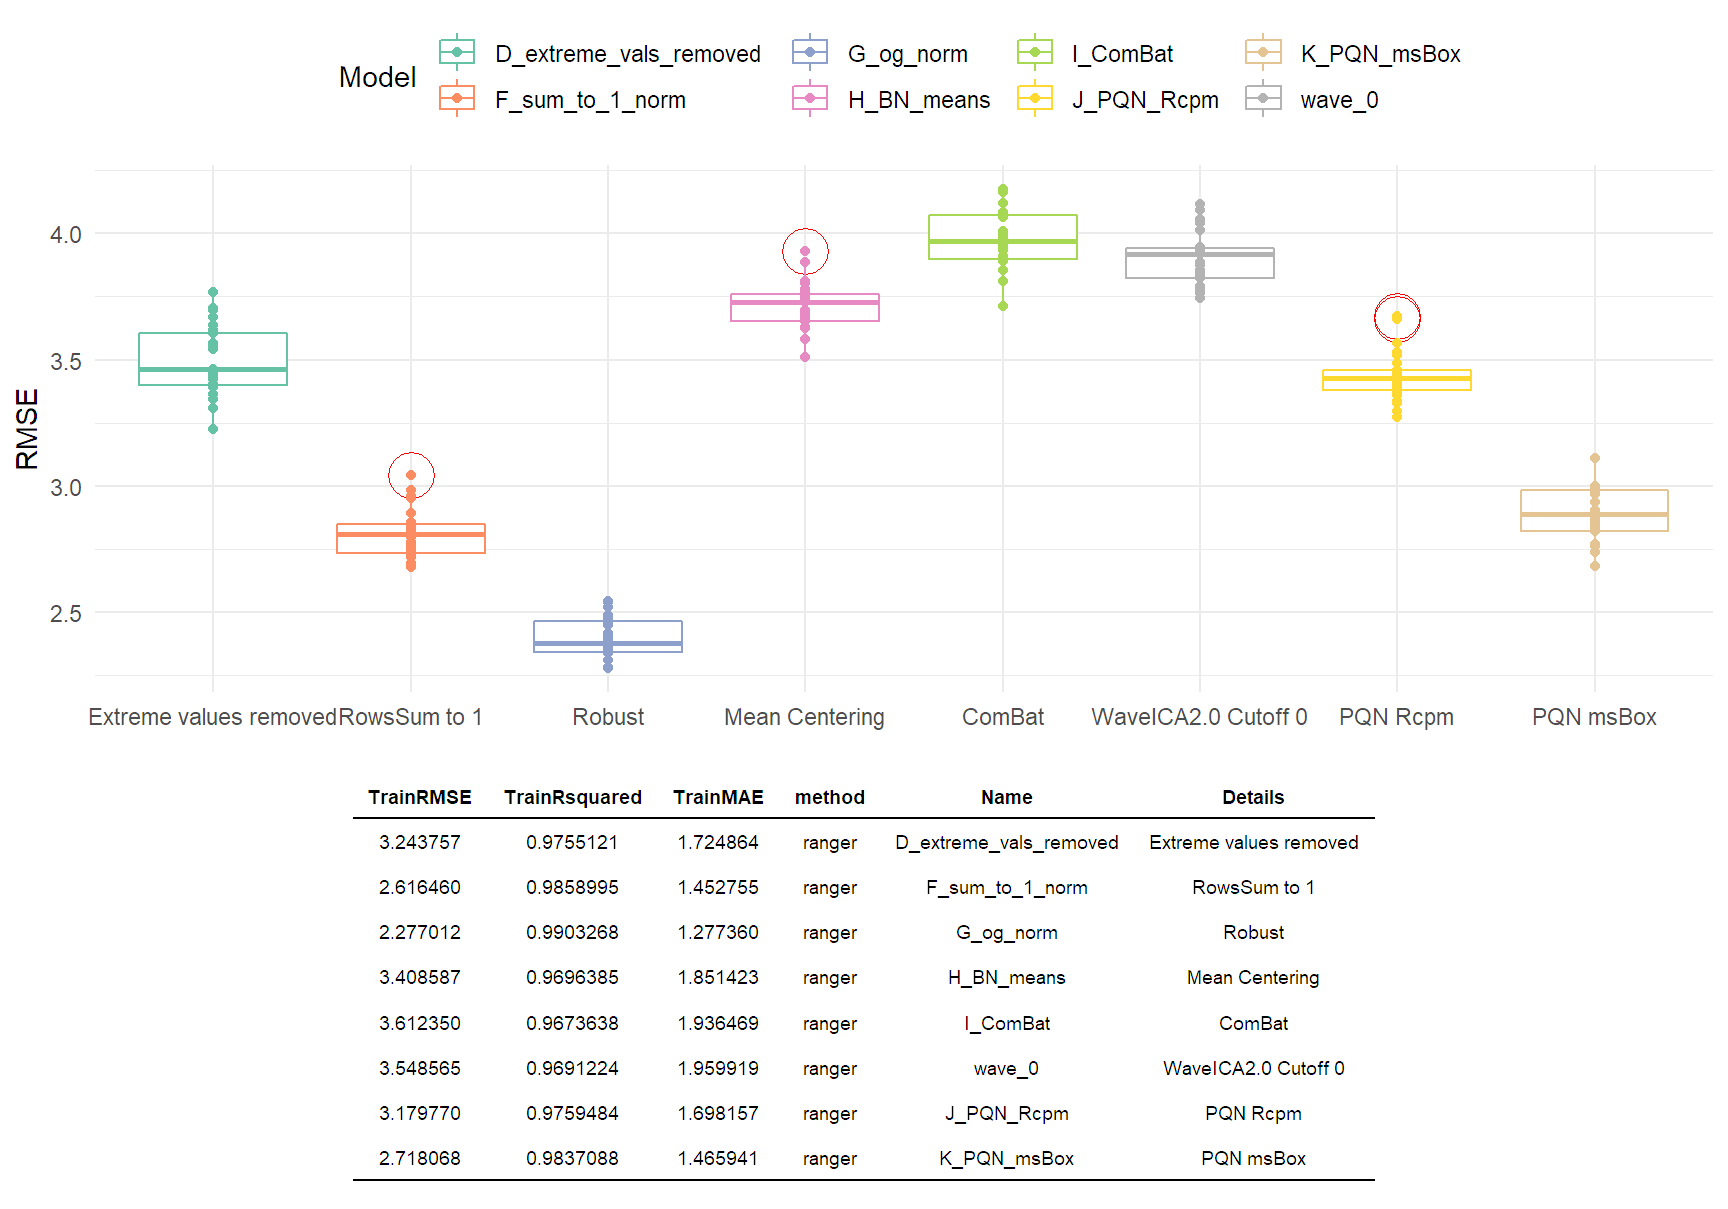 Model
D_extreme_vals_removed G_og_norm I_ComBat K_PQN_msBox
F_sum_to_1_norm H_BN_means J_PQN_Rcpm wave_0
RMSE
4.0
3.5
3.0
2.5
Extreme values removed RowsSum to 1 Robust Mean Centering ComBat WaveICA2.0 Cutoff 0 PQN Rcpm PQN msBox
TrainRMSE TrainRsquared TrainMAE method Name Details
3.243757 0.9755121 1.724864 ranger D_extreme_vals_removed Extreme values removed
2.616460 0.9858995 1.452755 ranger F_sum_to_1_norm RowsSum to 1
2.277012 0.9903268 1.277360 ranger G_og_norm Robust
3.408587 0.9696385 1.851423 ranger H_BN_means Mean Centering
3.612350 0.9673638 1.936469 ranger I_ComBat ComBat
3.548565 0.9691224 1.959919 ranger wave_0 WaveICA2.0 Cutoff 0
3.179770 0.9759484 1.698157 ranger J_PQN_Rcpm PQN Rcpm
2.718068 0.9837088 1.465941 ranger K_PQN_msBox PQN msBox